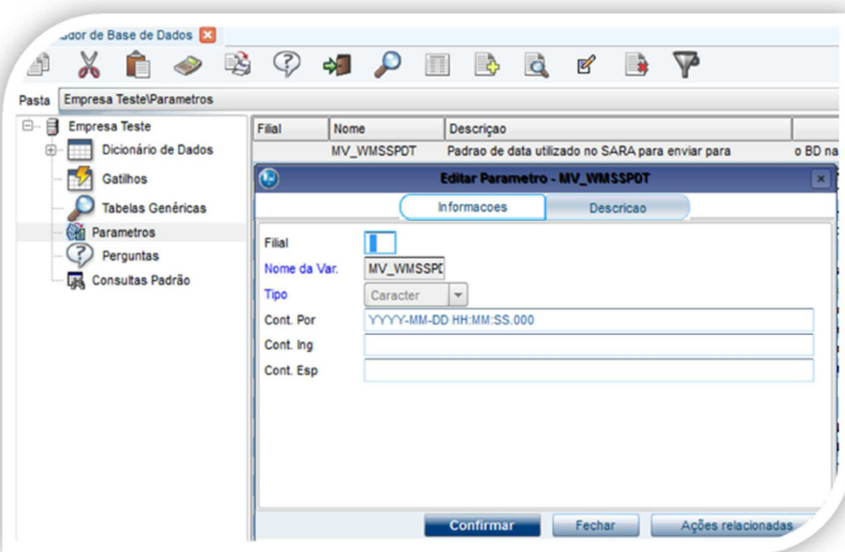 ador de Base de Dados
Pasta Empresa Teste\Parametros
Empresa Teste
Dicionário de Dados
Gatilhos
Tabelas Genéricas
Parametros
Perguntas
Consultas Padrão
Filial Nome Descriçao
MV_WMSSPDT Padrao de data utilizado no SARA para enviar para o BD na
Editar Parametro - MV_WMSSPDT
Informacoes Descricao
Filial
Nome da Var. MV_WMSSPD
Tipo Caracter
Cont. Por YYYY-MM-DD HH:MM:SS.000
Cont. Ing
Cont. Esp
Confirmar Fechar Ações relacionadas